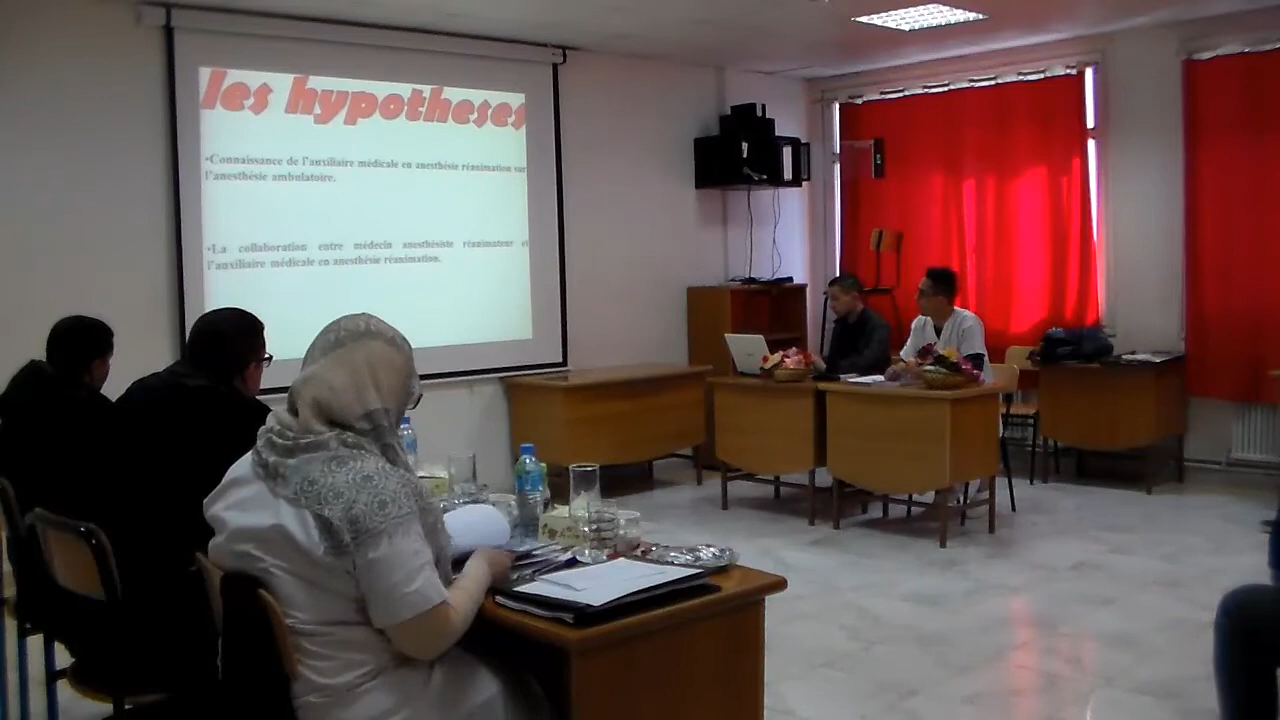 les hypotheses
•Connaissance de l'auxiliaire médicale en anesthésie réanimation sur
l'anesthésie ambulatoire.
•La collaboration entre médecin anesthésiste réanimateur et
l'auxiliaire médicale en anesthésie réanimation.